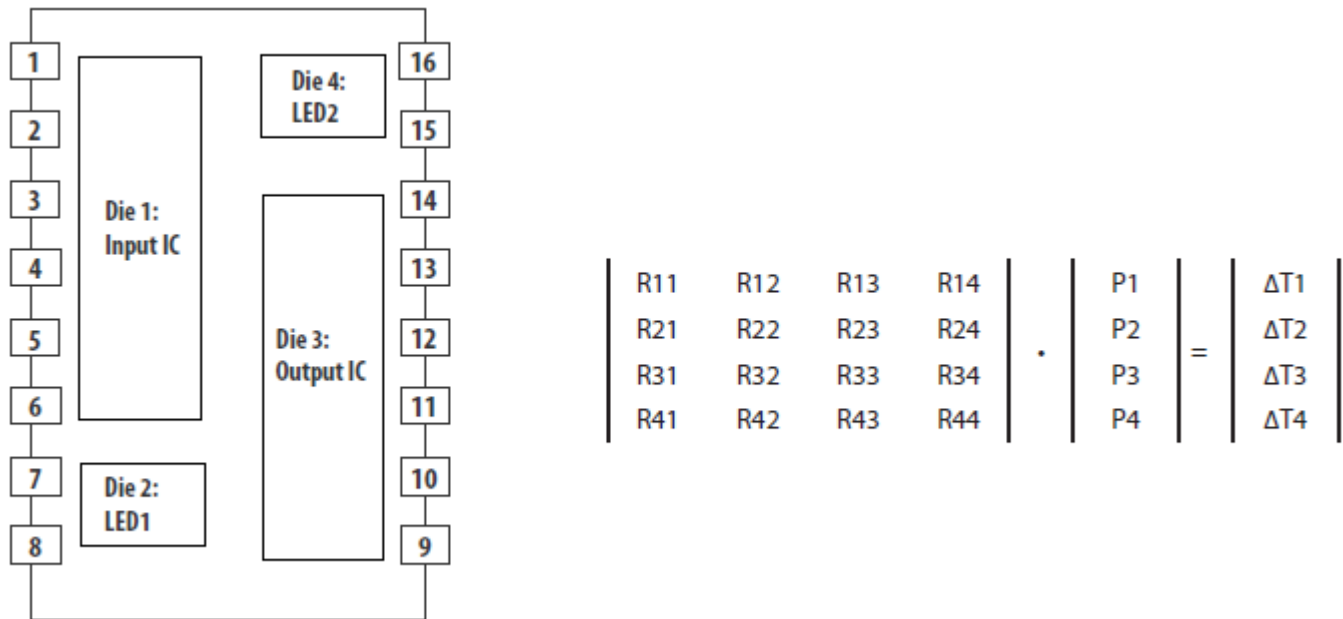 1
2
3
4
5
6
7
8
Die 1:
Input IC
Die 2:
LED1
Die 4:
LED2
Die 3:
Output IC
16
15
14
13
12
11
10
9
R11 R12 R13 R14 P1 ΔT1
R21 R22 R23 R24 P2 ΔT2
· =
R31 R32 R33 R34 P3 ΔT3
R41 R42 R43 R44 P4 ΔT4